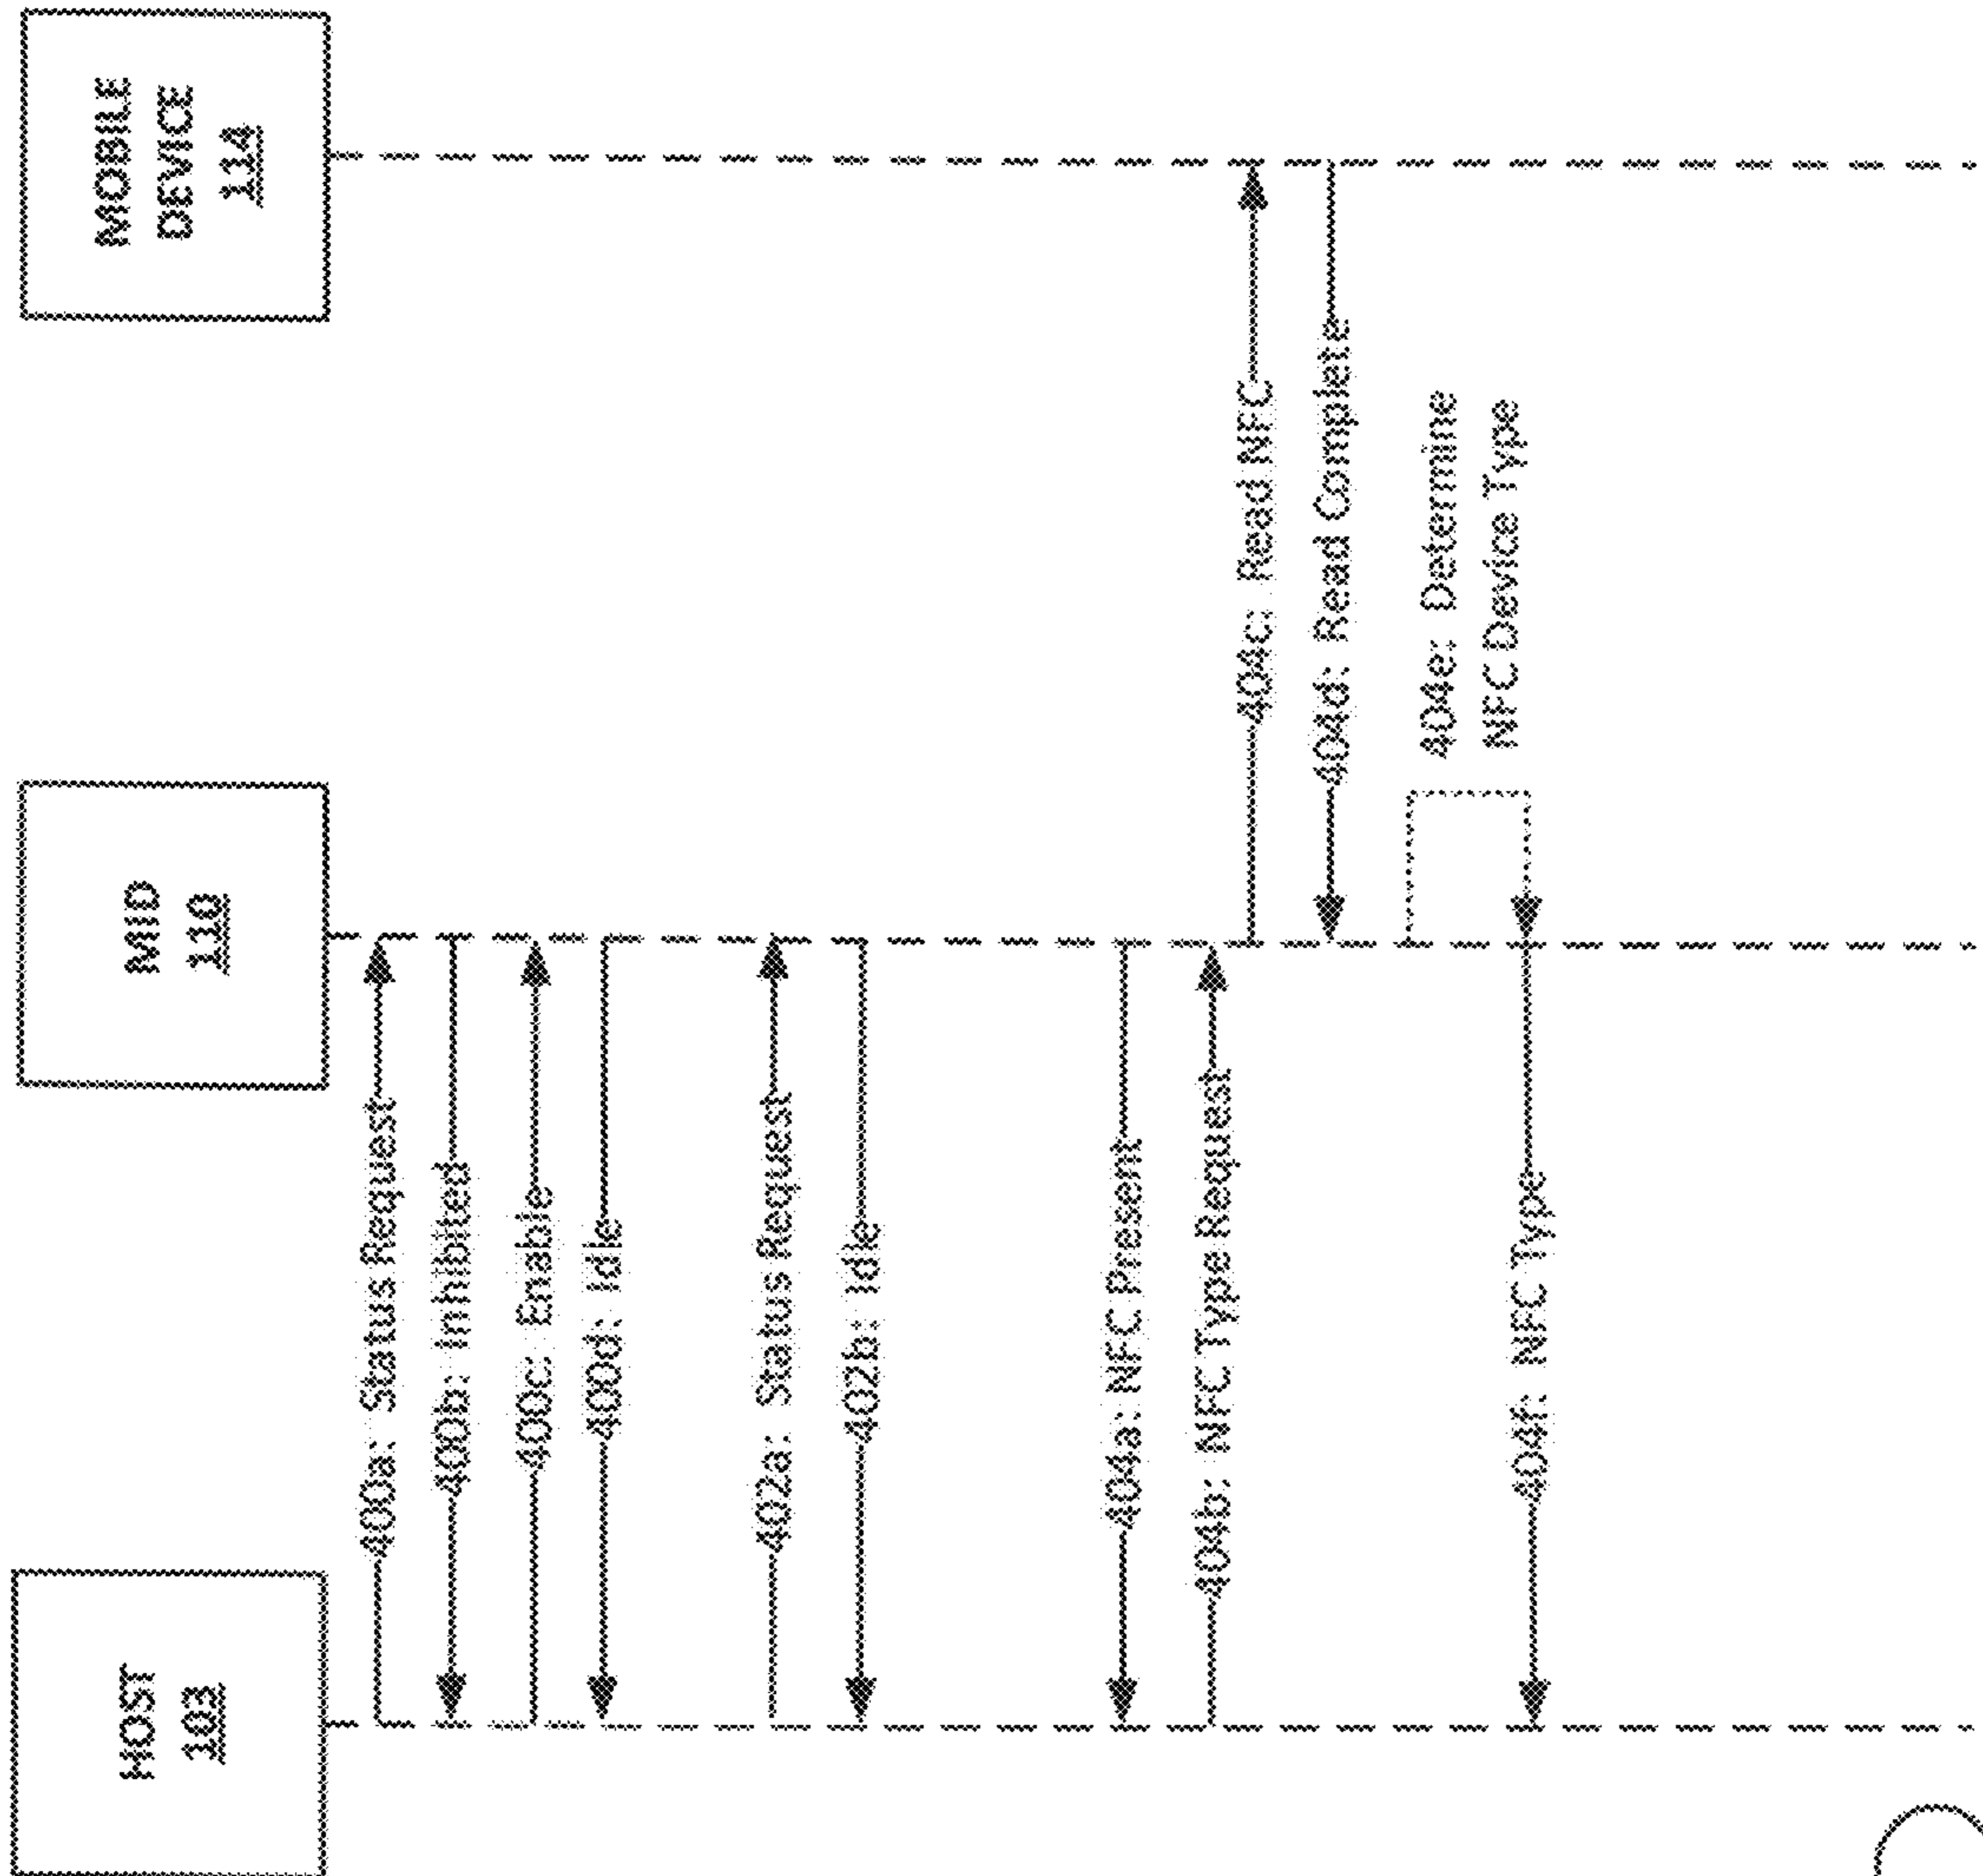 HOST
103
MID
110
MOBILE
DEVICE
114
400a: Status Request
400b: Inhibited
400c: Enable
400d: Idle
402a: Status Request
402b: Idle
404a: NFC Present
404b: NFC Type Request
404c: Read NFC
404d: Read Complete
404e: Determine
NFC Device Type
404f: NFC Type